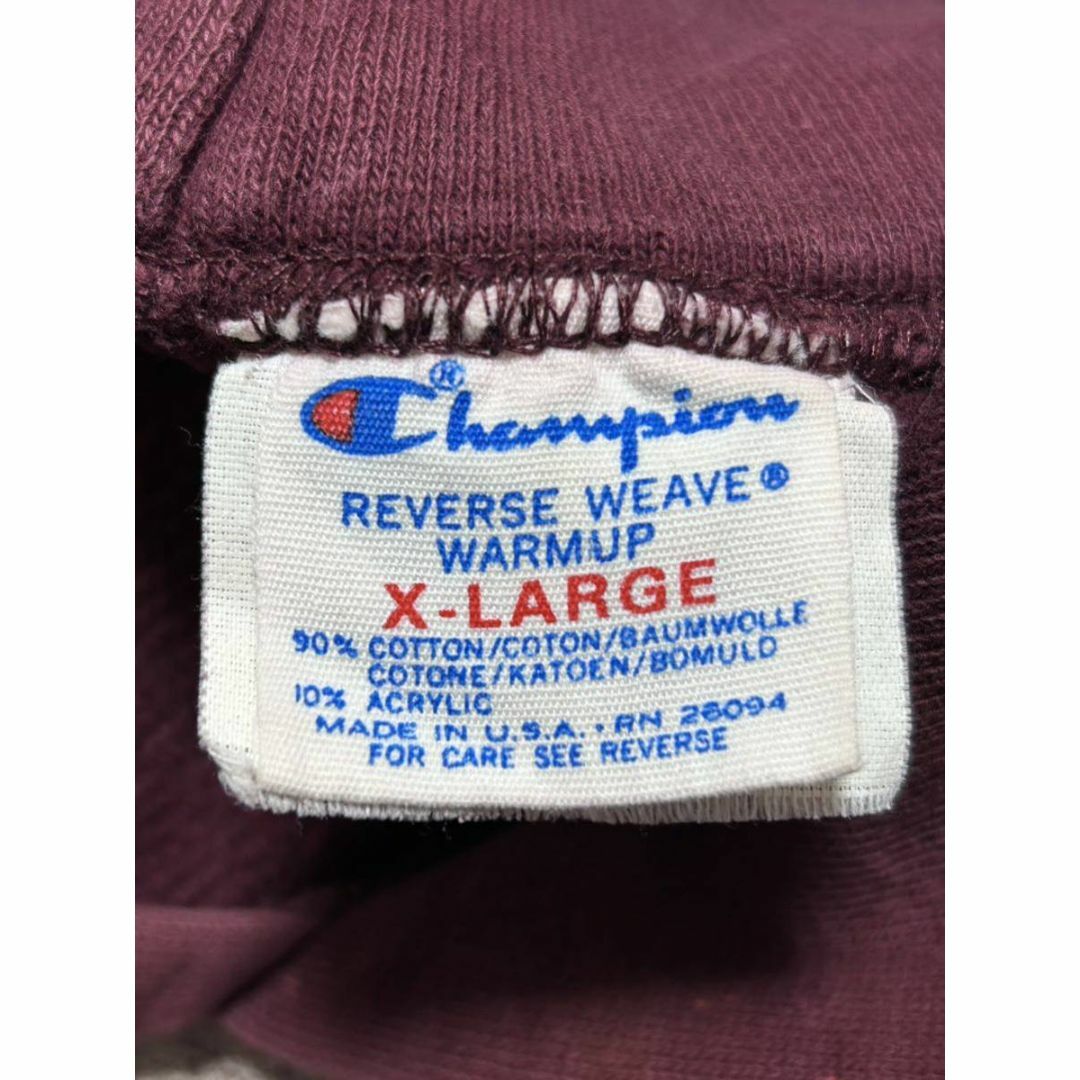 Champion®
REVERSE WEAVE®
WARMUP
X-LARGE
90% COTTON/COTON/BAUMWOLLE
COTONE/KATOEN/BOMULD
10% ACRYLIC
MADE IN U.S.A. · RN 26094
FOR CARE SEE REVERSE